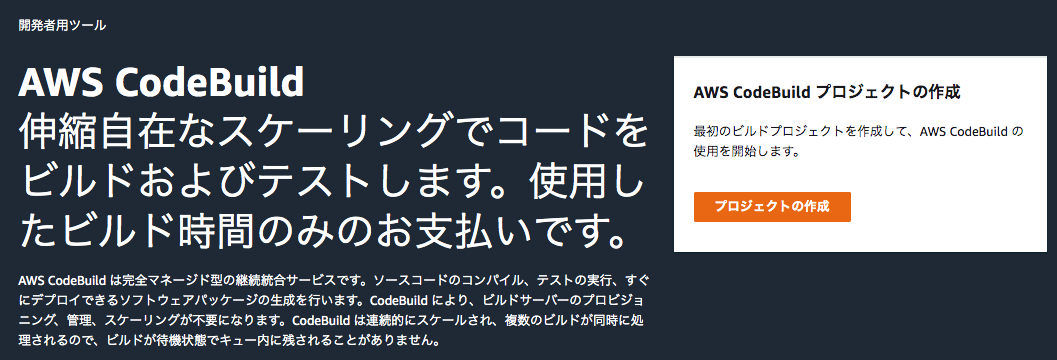 開発者用ツール
AWS CodeBuild
伸縮自在なスケーリングでコードを
ビルドおよびテストします。使用し
たビルド時間のみのお支払いです。
AWS CodeBuild は完全マネージド型の継続統合サービスです。ソースコードのコンパイル、テストの実行、すぐ
にデプロイできるソフトウェアパッケージの生成を行います。CodeBuild により、ビルドサーバーのプロビジョ
ニング、管理、スケーリングが不要になります。CodeBuild は連続的にスケールされ、複数のビルドが同時に処
理されるので、ビルドが待機状態でキュー内に残されることがありません。
AWS CodeBuild プロジェクトの作成
最初のビルドプロジェクトを作成して、AWS CodeBuild の
使用を開始します。
プロジェクトの作成